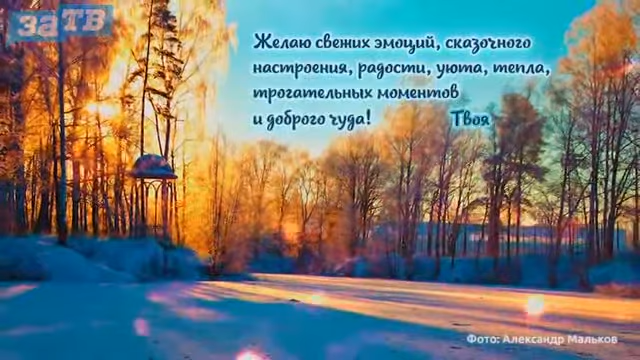 заТВ
Желаю свежих эмоций, сказочного
настроения, радости, уюта, тепла,
трогательных моментов
и доброго чуда! Твоя
Фото: Александр Мальков